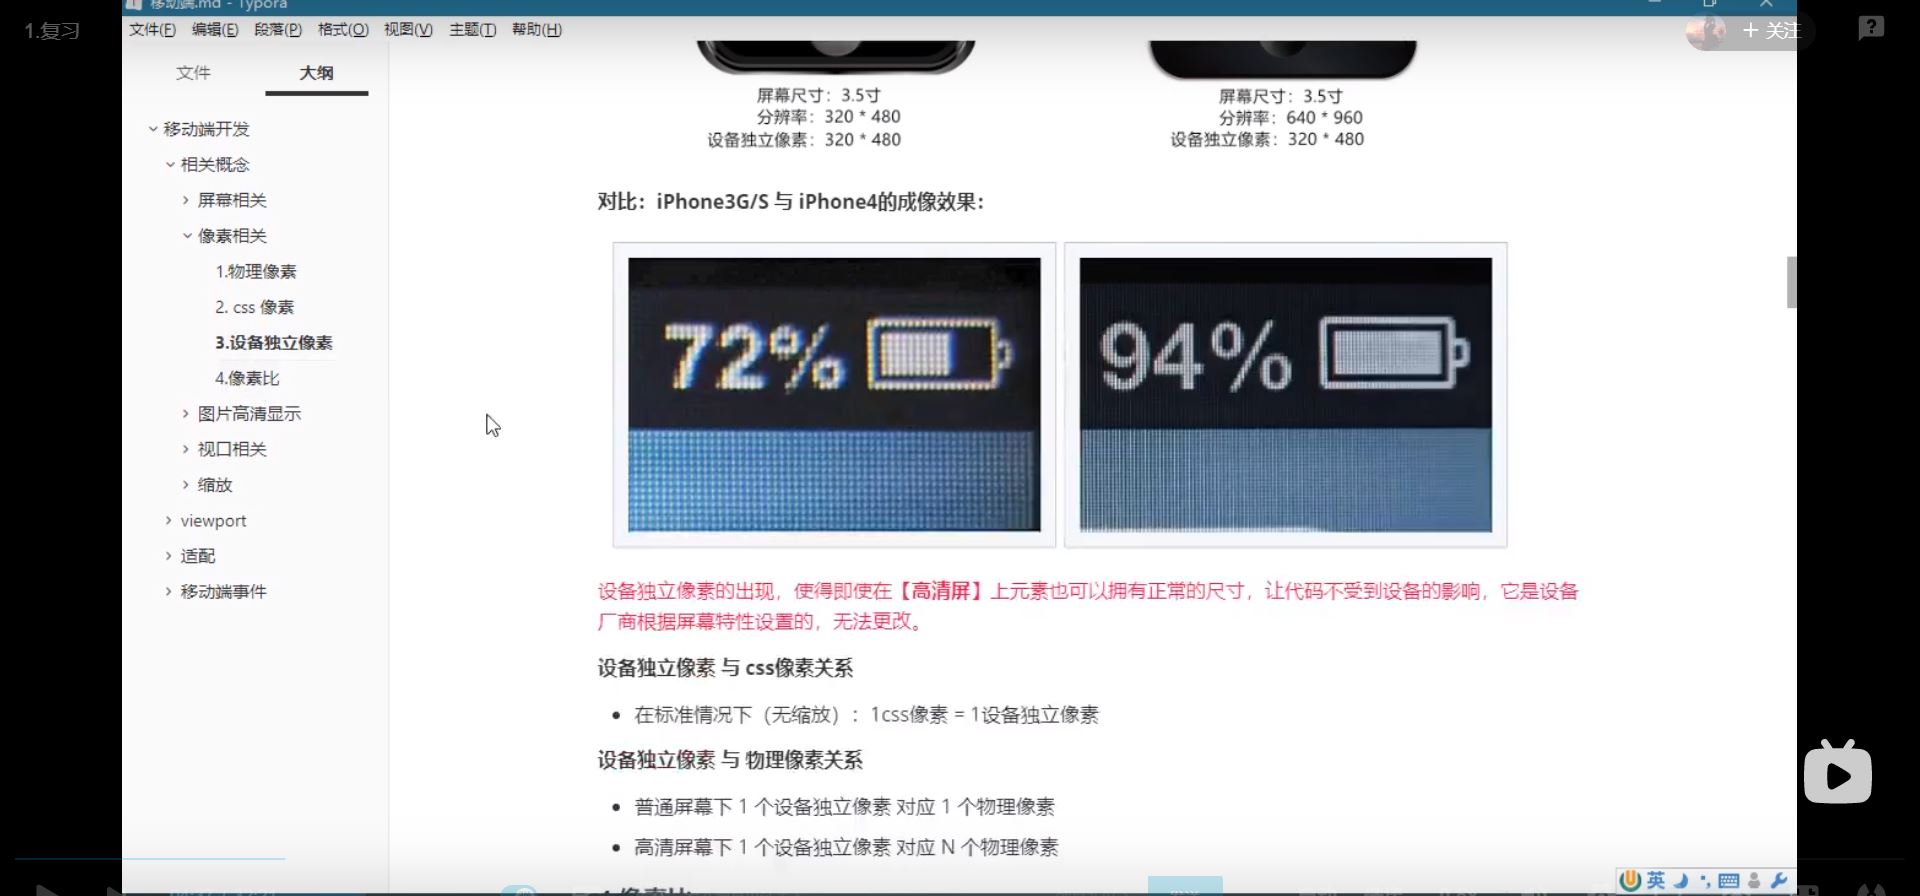 移动端.md - Typora
1.复习
文件(F) 编辑(E) 段落(P) 格式(O) 视图(V) 主题(T) 帮助(H)
+ 关注
文件 大纲
移动端开发
相关概念
屏幕相关
像素相关
1.物理像素
2. css 像素
3.设备独立像素
4.像素比
图片高清显示
视口相关
缩放
viewport
适配
移动端事件
屏幕尺寸：3.5寸
分辨率：320 * 480
设备独立像素：320 * 480
屏幕尺寸：3.5寸
分辨率：640 * 960
设备独立像素：320 * 480
对比：iPhone3G/S 与 iPhone4的成像效果：
72%
94%
设备独立像素的出现，使得即使在【高清屏】上元素也可以拥有正常的尺寸，让代码不受到设备的影响，它是设备
厂商根据屏幕特性设置的，无法更改。
设备独立像素 与 css像素关系
在标准情况下（无缩放）：1css像素 = 1设备独立像素
设备独立像素 与 物理像素关系
普通屏幕下 1 个设备独立像素 对应 1 个物理像素
高清屏幕下 1 个设备独立像素 对应 N 个物理像素
英